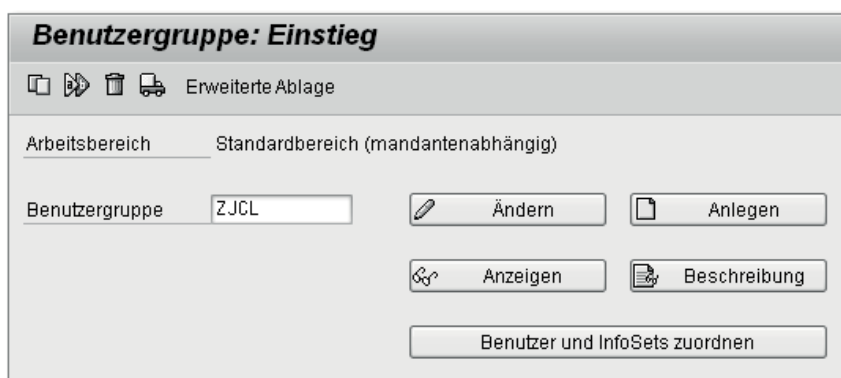 Benutzergruppe: Einstieg
Erweiterte Ablage
Arbeitsbereich Standardbereich (mandantenabhängig)
Benutzergruppe ZJCL Ändern Anlegen
Anzeigen Beschreibung
Benutzer und InfoSets zuordnen